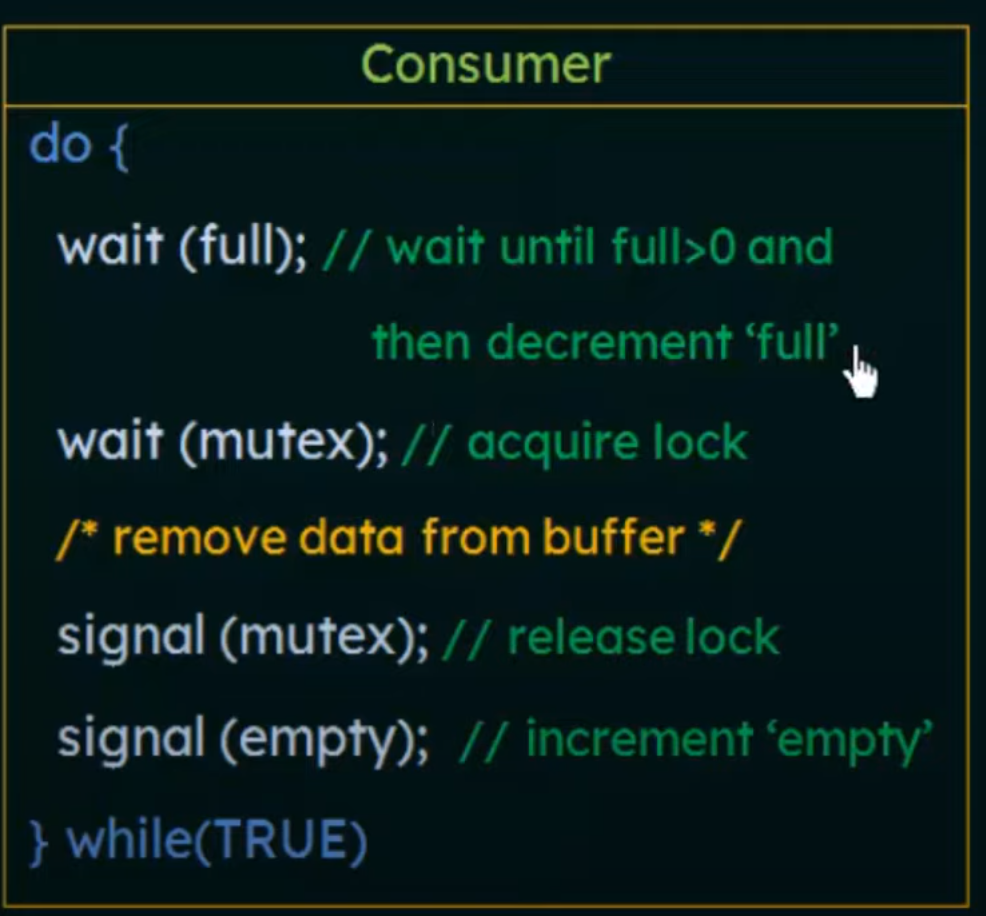 Consumer
do {
wait (full); // wait until full>0 and
then decrement ‘full’
wait (mutex); // acquire lock
/* remove data from buffer */
signal (mutex); // release lock
signal (empty); // increment ‘empty’
} while(TRUE)